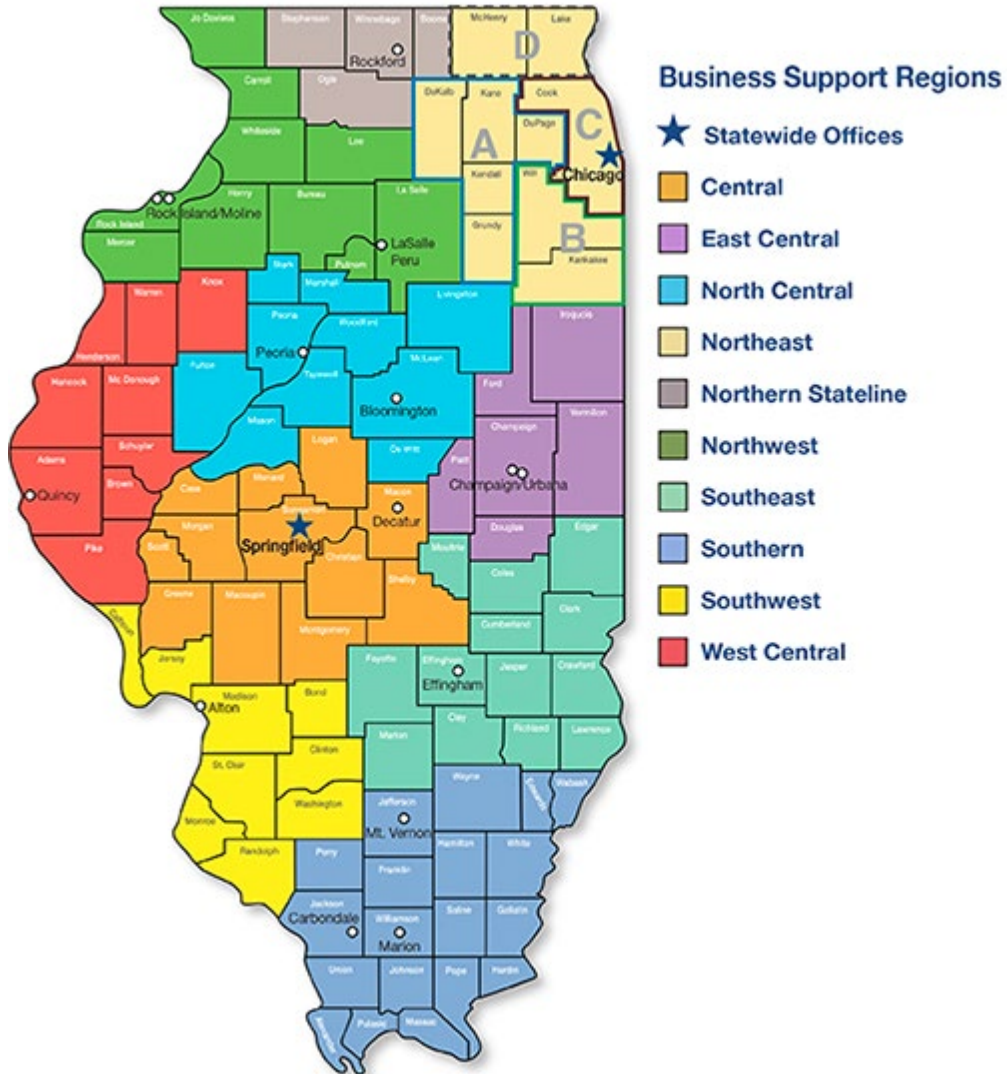 Business Support Regions
Statewide Offices
Central
East Central
North Central
Northeast
Northern Stateline
Northwest
Southeast
Southern
Southwest
West Central
Jo Daviess
Stephenson
Winnebago
Boone
McHenry
Lake
D
Rockford
Carroll
Ogle
DeKalb
Kane
Cook
DuPage
A
C
Chicago
Whiteside
Lee
Kendall
Will
Rock Island/Moline
Rock Island
Henry
Bureau
La Salle
Grundy
B
Mercer
Putnam
LaSalle
Peru
Kankakee
Stark
Marshall
Knox
Warren
Henderson
Peoria
Woodford
Livingston
Iroquois
Peoria
Fulton
Tazewell
McLean
Bloomington
Ford
Hancock
Mc Donough
Mason
Logan
De Witt
Champaign
Vermilion
Schuyler
Adams
Brown
Quincy
Cass
Menard
Macon
Decatur
Piatt
Champaign/Urbana
Sangamon
Springfield
Morgan
Scott
Christian
Douglas
Edgar
Moultrie
Pike
Coles
Shelby
Greene
Macoupin
Montgomery
Cumberland
Clark
Calhoun
Jersey
Fayette
Effingham
Effingham
Jasper
Crawford
Madison
Alton
Bond
Clay
Richland
Lawrence
Marion
Clinton
St. Clair
Washington
Wayne
Edwards
Wabash
Jefferson
Mt. Vernon
Monroe
Randolph
Perry
Hamilton
White
Franklin
Jackson
Carbondale
Williamson
Marion
Saline
Gallatin
Union
Johnson
Pope
Hardin
Alexander
Pulaski
Massac